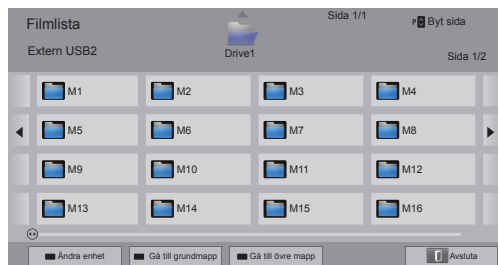 Filmlista
Sida 1/1
P Byt sida
Extern USB2
Drive1
Sida 1/2
M1 M2 M3 M4
M5 M6 M7 M8
M9 M10 M11 M12
M13 M14 M15 M16
Ändra enhet Gå till grundmapp Gå till övre mapp Avsluta